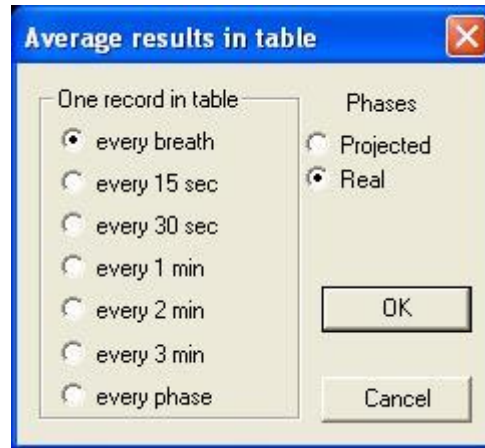 Average results in table
One record in table
every breath
every 15 sec
every 30 sec
every 1 min
every 2 min
every 3 min
every phase
Phases
Projected
Real
OK
Cancel